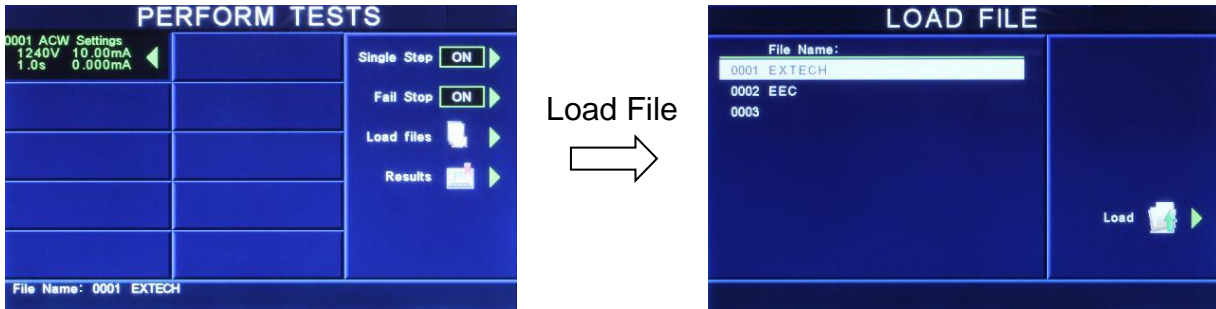 PERFORM TESTS
0001 ACW Settings
1240V 10.00mA
1.0s 0.000mA
Single Step ON
Fail Stop ON
Load files
Results
File Name: 0001 EXTECH
Load File
LOAD FILE
File Name:
0001 EXTECH
0002 EEC
0003
Load